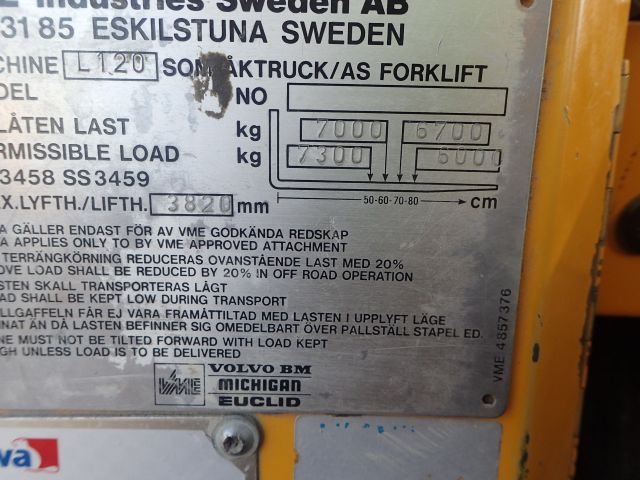 Industries Sweden AB
3185 ESKILSTUNA SWEDEN
CHINE L120 SOM TRUCK/AS FORKLIFT
DEL NO
LÅTEN LAST kg 7000 6700
RMISSIBLE LOAD kg 7300 6000
3458 SS3459
50-60-70-80 cm
X.LYFTH./LIFTH. 3820 mm
A GÄLLER ENDAST FÖR AV VME GODKÄNDA REDSKAP
A APPLIES ONLY TO BY VME APPROVED ATTACHMENT
TERRÄNGKÖRNING REDUCERAS OVANSTÅENDE LAST MED 20%
OVE LOAD SHALL BE REDUCED BY 20% IN OFF ROAD OPERATION
STEN SKALL TRANSPORTERAS LÅGT
AD SHALL BE KEPT LOW DURING TRANSPORT
LLGAFFELN FÅR EJ VARA FRAMÅTTILTAD MED LASTEN I UPPLYFT LÄGE
NAT ÄN DÅ LASTEN BEFINNER SIG OMEDELBART ÖVER PALLSTÄLL STAPEL ED.
NE MUST NOT BE TILTED FORWARD WITH LOAD KEPT
GH UNLESS LOAD IS TO BE DELIVERED
VME VOLVO BM
MICHIGAN
EUCLID
VME 4857376
wa